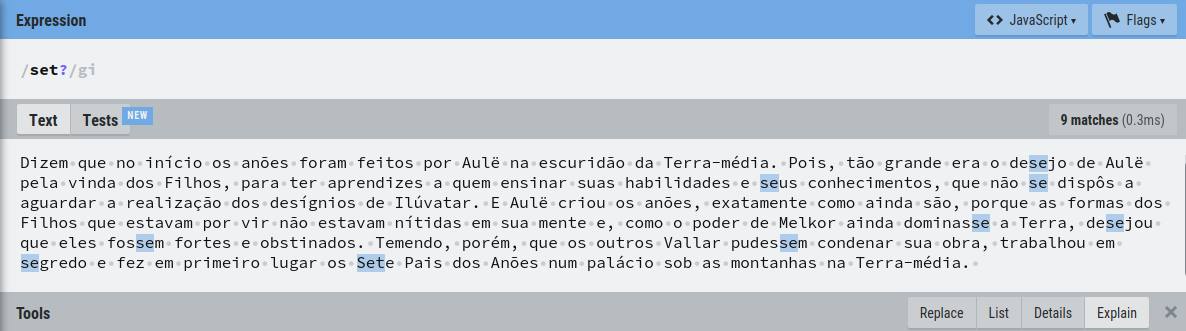 Expression
<> JavaScript ▾
Flags ▾
/set?/gi
Text
Tests
NEW
9 matches (0.3ms)
Dizem·que·no·início·os·anões·foram·feitos·por·Aulë·na·escuridão·da·Terra-média.·Pois,·tão·grande·era·o·desejo·de·Aulë·
pela·vinda·dos·Filhos,·para·ter·aprendizes·a·quem·ensinar·suas·habilidades·e·seus·conhecimentos,·que·não·se·dispôs·a·
aguardar·a·realização·dos·desígnios·de·Ilúvatar.·E·Aulë·criou·os·anões,·exatamente·como·ainda·são,·porque·as·formas·dos·
Filhos·que·estavam·por·vir·não·estavam·nítidas·em·sua·mente·e,·como·o·poder·de·Melkor·ainda·dominasse·a·Terra,·desejou·
que·eles·fossem·fortes·e·obstinados.·Temendo,·porém,·que·os·outros·Vallar·pudessem·condenar·sua·obra,·trabalhou·em·
segredo·e·fez·em·primeiro·lugar·os·Sete·Pais·dos·Anões·num·palácio·sob·as·montanhas·na·Terra-média.·
Tools
Replace
List
Details
Explain
×